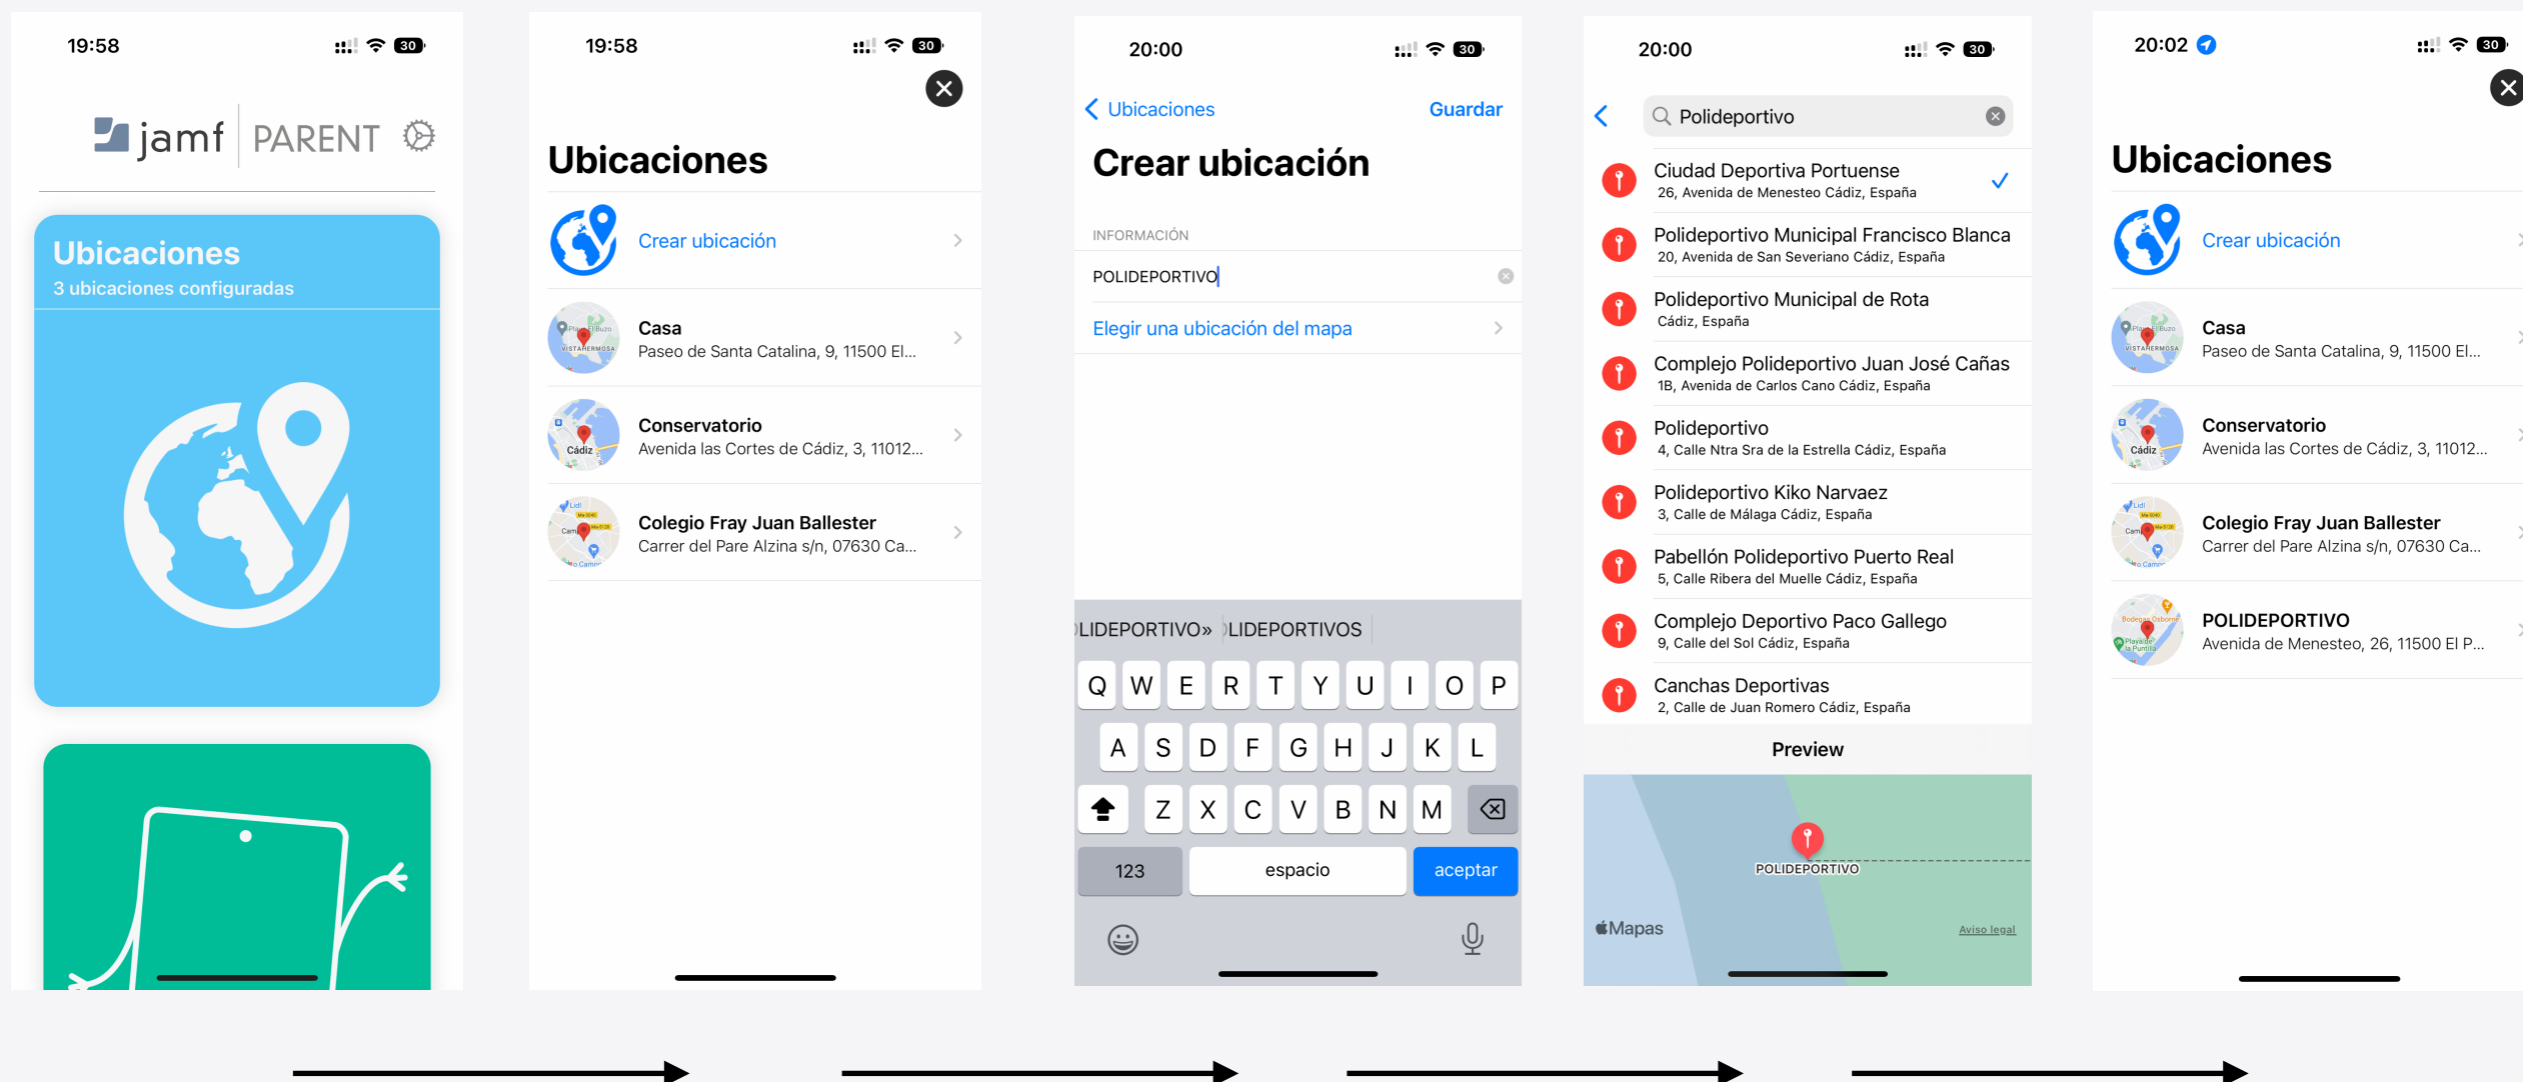 19:58
30
jamf | PARENT
Ubicaciones
3 ubicaciones configuradas
19:58
30
Ubicaciones
Crear ubicación
Casa
Paseo de Santa Catalina, 9, 11500 El...
Conservatorio
Avenida las Cortes de Cádiz, 3, 11012...
Cádiz
Colegio Fray Juan Ballester
Carrer del Pare Alzina s/n, 07630 Ca...
20:00
30
Ubicaciones
Guardar
Crear ubicación
INFORMACIÓN
POLIDEPORTIVO
Elegir una ubicación del mapa
LIDEPORTIVO» LIDEPORTIVOS
Q W E R T Y U I O P
A S D F G H J K L
Z X C V B N M
123 espacio aceptar
20:00
30
Polideportivo
Ciudad Deportiva Portuense
26, Avenida de Menesteo Cádiz, España
Polideportivo Municipal Francisco Blanca
20, Avenida de San Severiano Cádiz, España
Polideportivo Municipal de Rota
Cádiz, España
Complejo Polideportivo Juan José Cañas
1B, Avenida de Carlos Cano Cádiz, España
Polideportivo
4, Calle Ntra Sra de la Estrella Cádiz, España
Polideportivo Kiko Narvaez
3, Calle de Málaga Cádiz, España
Pabellón Polideportivo Puerto Real
5, Calle Ribera del Muelle Cádiz, España
Complejo Deportivo Paco Gallego
9, Calle del Sol Cádiz, España
Canchas Deportivas
2, Calle de Juan Romero Cádiz, España
Preview
POLIDEPORTIVO
Mapas
Aviso legal
20:02
30
Ubicaciones
Crear ubicación
Casa
Paseo de Santa Catalina, 9, 11500 El...
Conservatorio
Avenida las Cortes de Cádiz, 3, 11012...
Cádiz
Colegio Fray Juan Ballester
Carrer del Pare Alzina s/n, 07630 Ca...
POLIDEPORTIVO
Avenida de Menesteo, 26, 11500 El P...